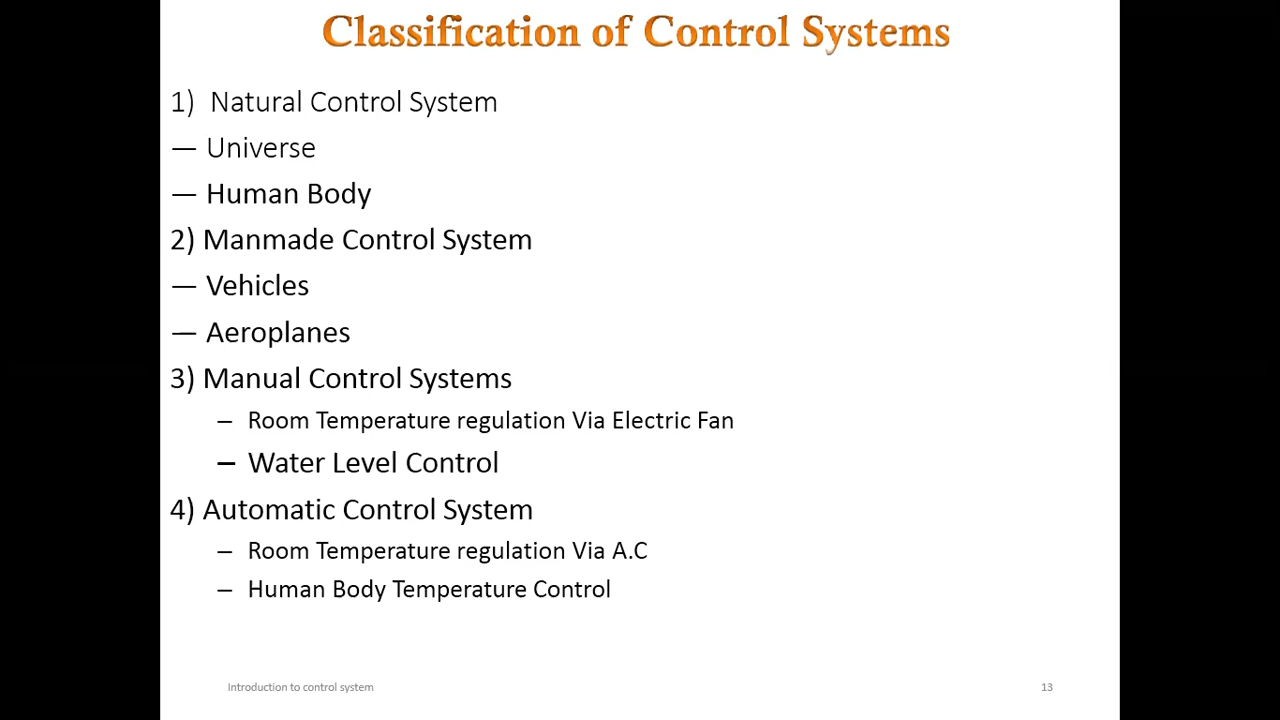 Classification of Control Systems
1) Natural Control System
— Universe
— Human Body
2) Manmade Control System
— Vehicles
— Aeroplanes
3) Manual Control Systems
– Room Temperature regulation Via Electric Fan
– Water Level Control
4) Automatic Control System
– Room Temperature regulation Via A.C
– Human Body Temperature Control
Introduction to control system
13